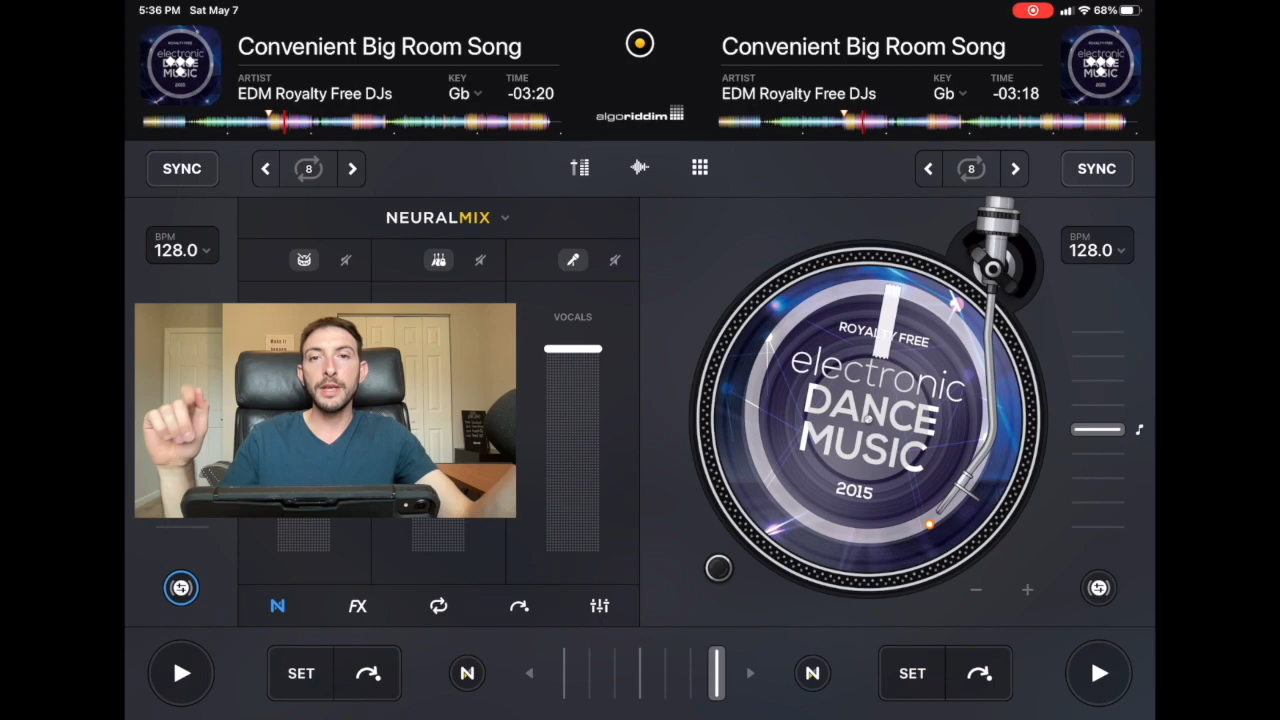 5:36 PM Sat May 7
68%
Convenient Big Room Song
ARTIST
EDM Royalty Free DJs
KEY
Gb
TIME
-03:20
algoriddim
Convenient Big Room Song
ARTIST
EDM Royalty Free DJs
KEY
Gb
TIME
-03:18
SYNC
8
8
SYNC
BPM
128.0
NEURALMIX
VOCALS
ROYALTY FREE
electronic
DANCE
MUSIC
2015
BPM
128.0
N
FX
SET
N
N
SET